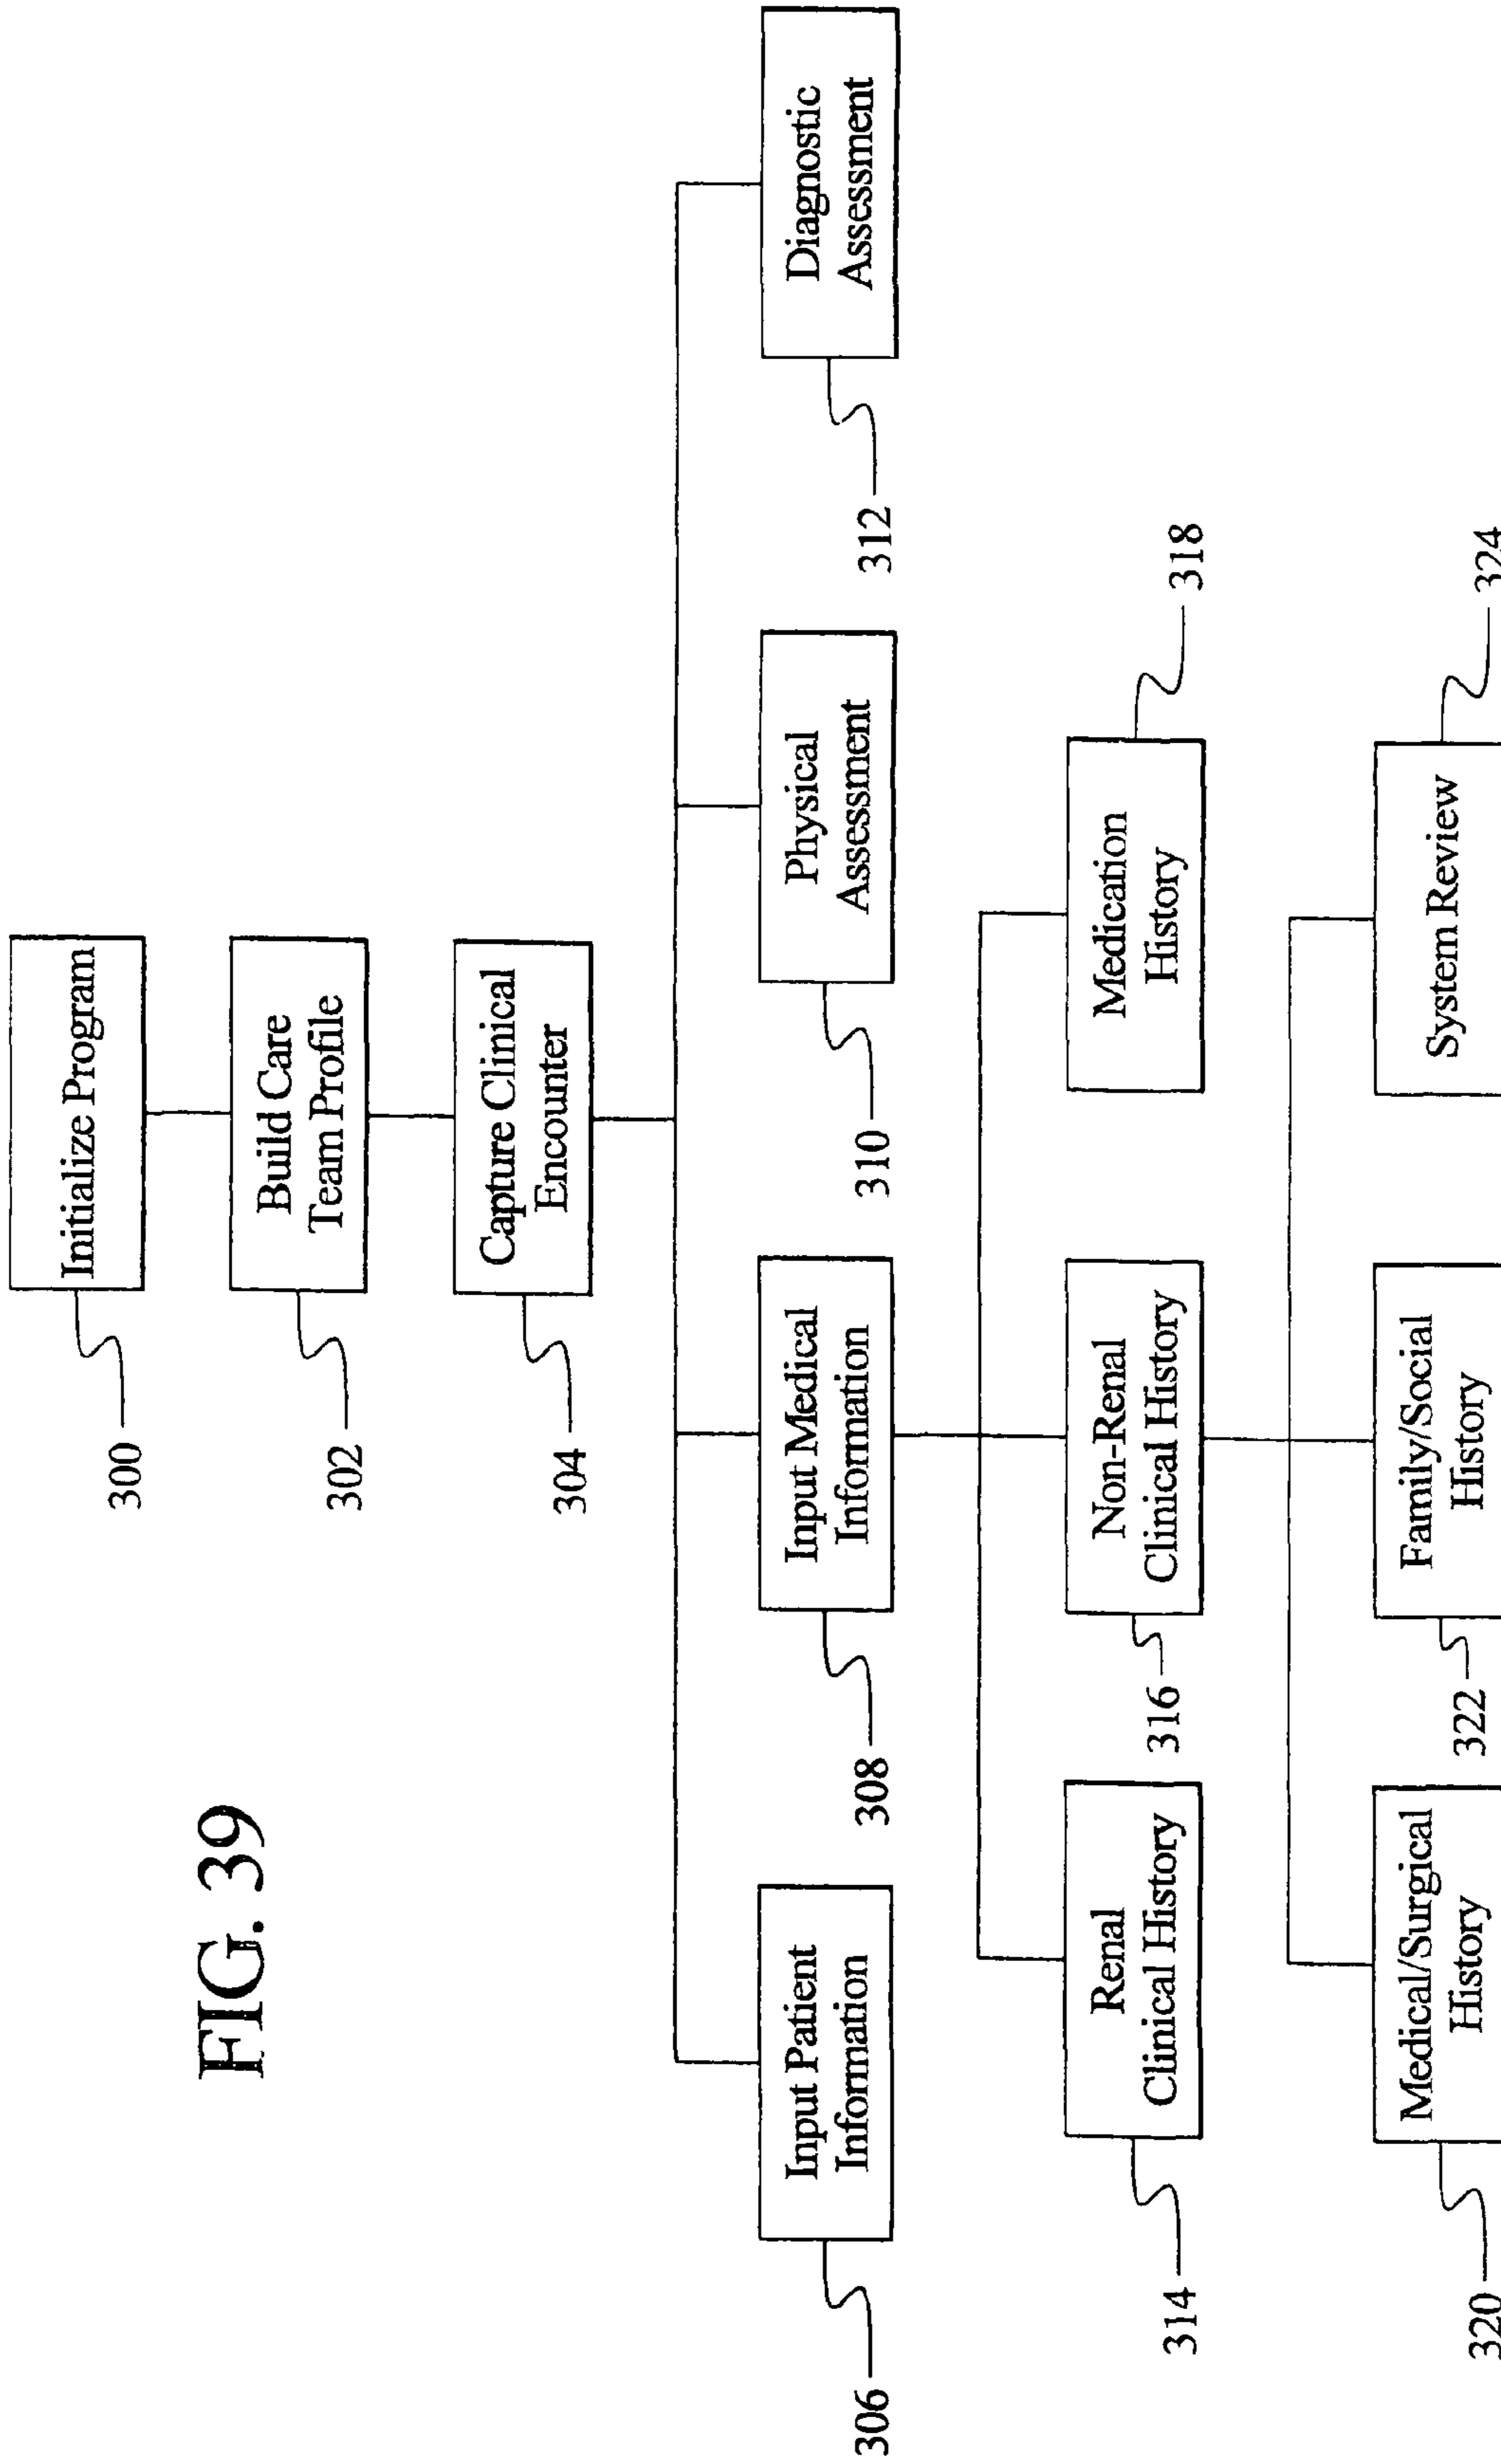 FIG. 39
300
Initialize Program
302
Build Care
Team Profile
304
Capture Clinical
Encounter
306
Input Patient
Information
308
Input Medical
Information
310
Physical
Assessment
312
Diagnostic
Assessment
314
Renal
Clinical History
316
Non-Renal
Clinical History
Medication
History
318
320
Medical/Surgical
History
322
Family/Social
History
System Review
324